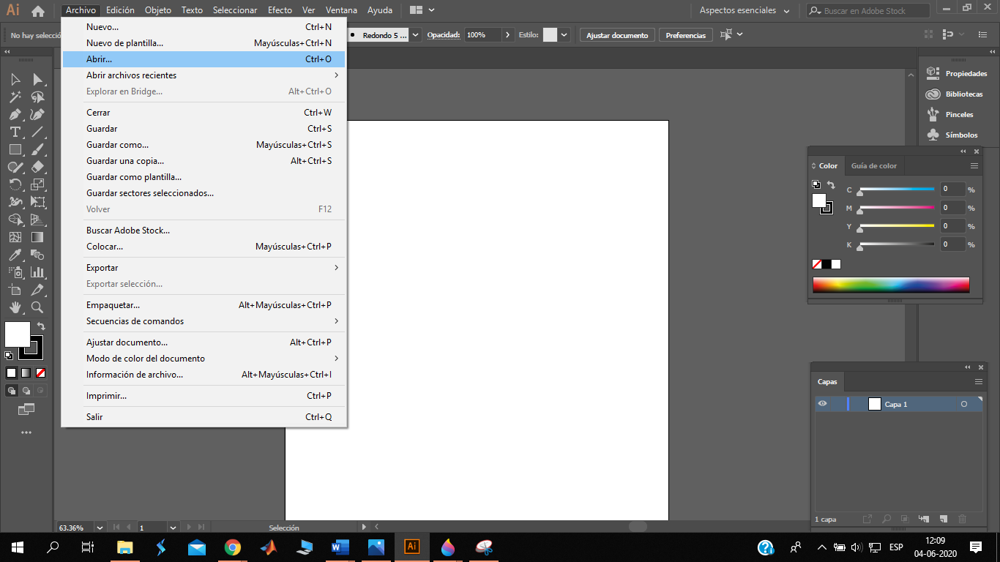 Ai Archivo Edición Objeto Texto Seleccionar Efecto Ver Ventana Ayuda Aspectos esenciales Buscar en Adobe Stock
No hay selecció Redondo 5 ... Opacidad: 100% Estilo: Ajustar documento Preferencias
Nuevo... Ctrl+N
Nuevo de plantilla... Mayúsculas+Ctrl+N
Abrir... Ctrl+O
Abrir archivos recientes
Explorar en Bridge... Alt+Ctrl+O
Cerrar Ctrl+W
Guardar Ctrl+S
Guardar como... Mayúsculas+Ctrl+S
Guardar una copia... Alt+Ctrl+S
Guardar como plantilla...
Guardar sectores seleccionados...
Volver F12
Buscar Adobe Stock...
Colocar... Mayúsculas+Ctrl+P
Exportar
Exportar selección...
Empaquetar... Alt+Mayúsculas+Ctrl+P
Secuencias de comandos
Ajustar documento... Alt+Ctrl+P
Modo de color del documento
Información de archivo... Alt+Mayúsculas+Ctrl+I
Imprimir... Ctrl+P
Salir Ctrl+Q
Propiedades
Bibliotecas
Pinceles
Símbolos
Color Guía de color
C 0 %
M 0 %
Y 0 %
K 0 %
Capas
Capa 1
1 capa
63.36% 1 Selección
Ai ESP 12:09
04-06-2020